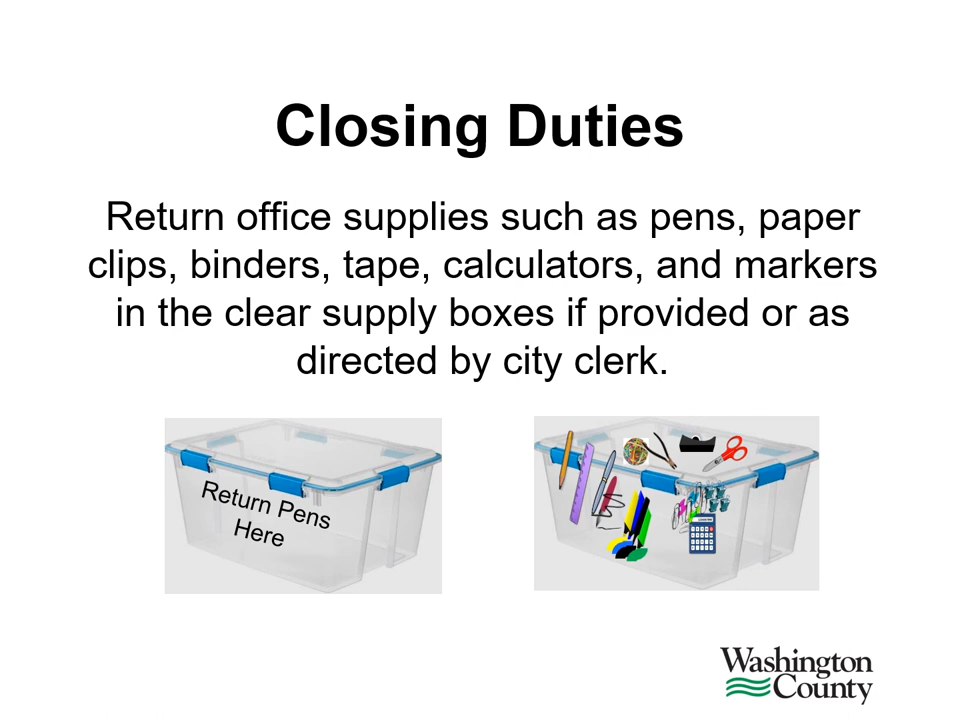 Closing Duties
Return office supplies such as pens, paper
clips, binders, tape, calculators, and markers
in the clear supply boxes if provided or as
directed by city clerk.
Return Pens
Here
Washington
County